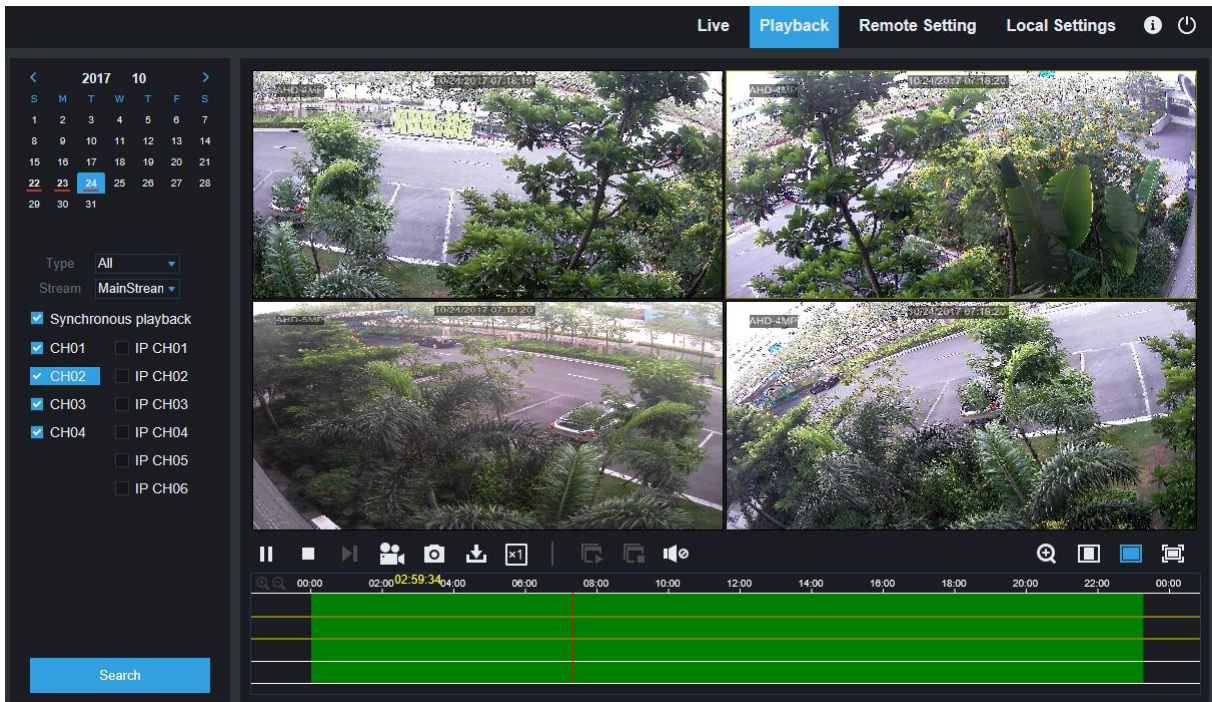 Live Playback Remote Setting Local Settings
2017 10
S M T W T F S
1 2 3 4 5 6 7
8 9 10 11 12 13 14
15 16 17 18 19 20 21
22 23 24 25 26 27 28
29 30 31
Type All
Stream MainStrean
Synchronous playback
CH01 IP CH01
CH02 IP CH02
CH03 IP CH03
CH04 IP CH04
IP CH05
IP CH06
Search
AHD-4MP 10/24/2017 07:18:19
AHD-4MP 10/24/2017 07:18:20
AHD-5MP 10/24/2017 07:18:20
AHD-4MP 10/24/2017 07:18:20
x1
00:00 02:00 02:59:34 04:00 06:00 08:00 10:00 12:00 14:00 16:00 18:00 20:00 22:00 00:00